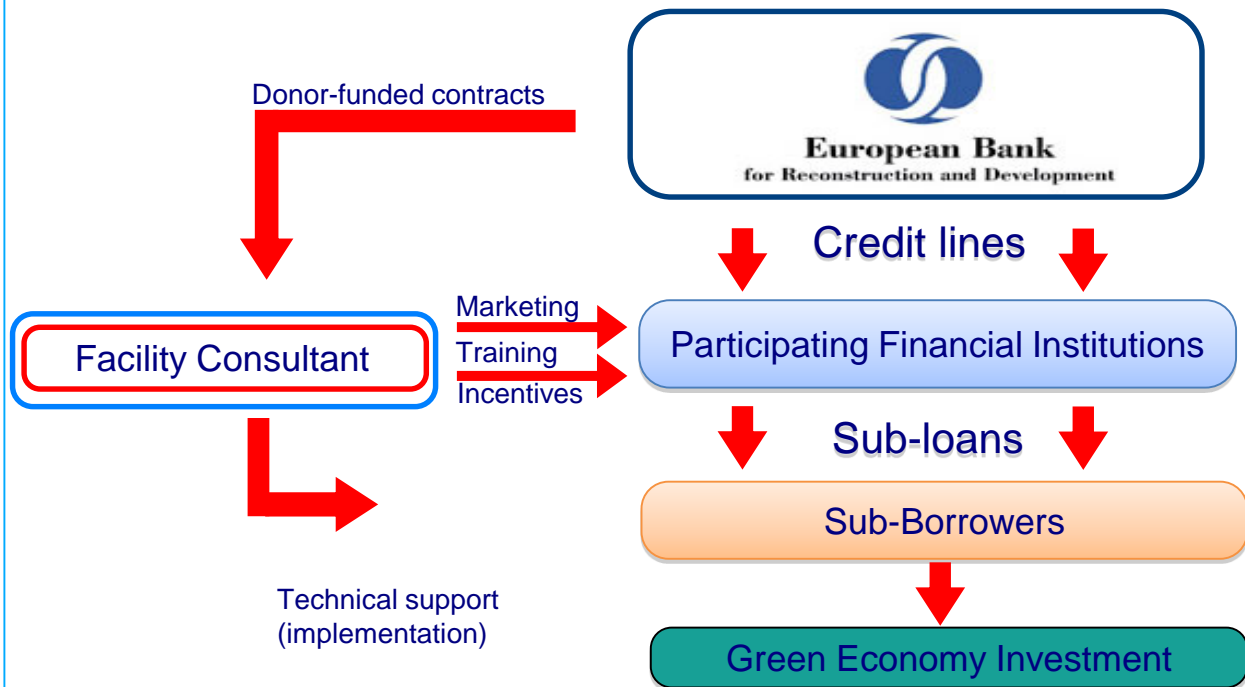 Donor-funded contracts
European Bank
for Reconstruction and Development
Credit lines
Facility Consultant
Marketing
Training
Incentives
Participating Financial Institutions
Sub-loans
Sub-Borrowers
Technical support
(implementation)
Green Economy Investment